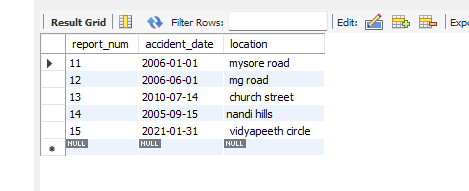 Result Grid Filter Rows: Edit: Expo
report_num accident_date location
11 2006-01-01 mysore road
12 2006-06-01 mg road
13 2010-07-14 church street
14 2005-09-15 nandi hills
15 2021-01-31 vidyapeeth circle
NULL NULL NULL